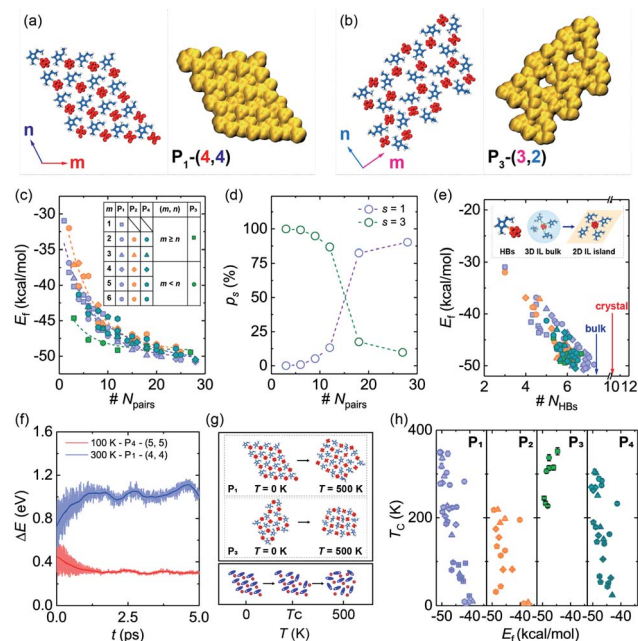 (a)
n
m
P₁-(4,4)
(b)
n
m
P₃-(3,2)
(c)
m P₁ P₂ P₄ (m, n) P₃
1
2 m ≥ n
3
4
5 m < n
6
-30
-35
-40
-45
-50
Ef (kcal/mol)
0 10 20 30
# Npairs
(d)
s = 1
s = 3
100
75
50
25
0
ps (%)
0 10 20 30
# Npairs
(e)
HBs 3D IL bulk 2D IL island
-20
-30
-40
-50
Ef (kcal/mol)
crystal
bulk
2 4 6 8 10 12
# NHBs
(f)
100 K - P₄ - (5, 5)
300 K - P₁ - (4, 4)
1.6
1.2
0.8
0.4
0.0
ΔE (eV)
0.0 2.5 5.0
t (ps)
(g)
P₁ T = 0 K T = 500 K
P₃ T = 0 K T = 500 K
0 Tc 500
T (K)
(h)
P₁ P₂ P₃ P₄
400
300
200
100
0
TC (K)
-50 -40 -50 -40 -50 -40 -50 -40
Ef (kcal/mol)